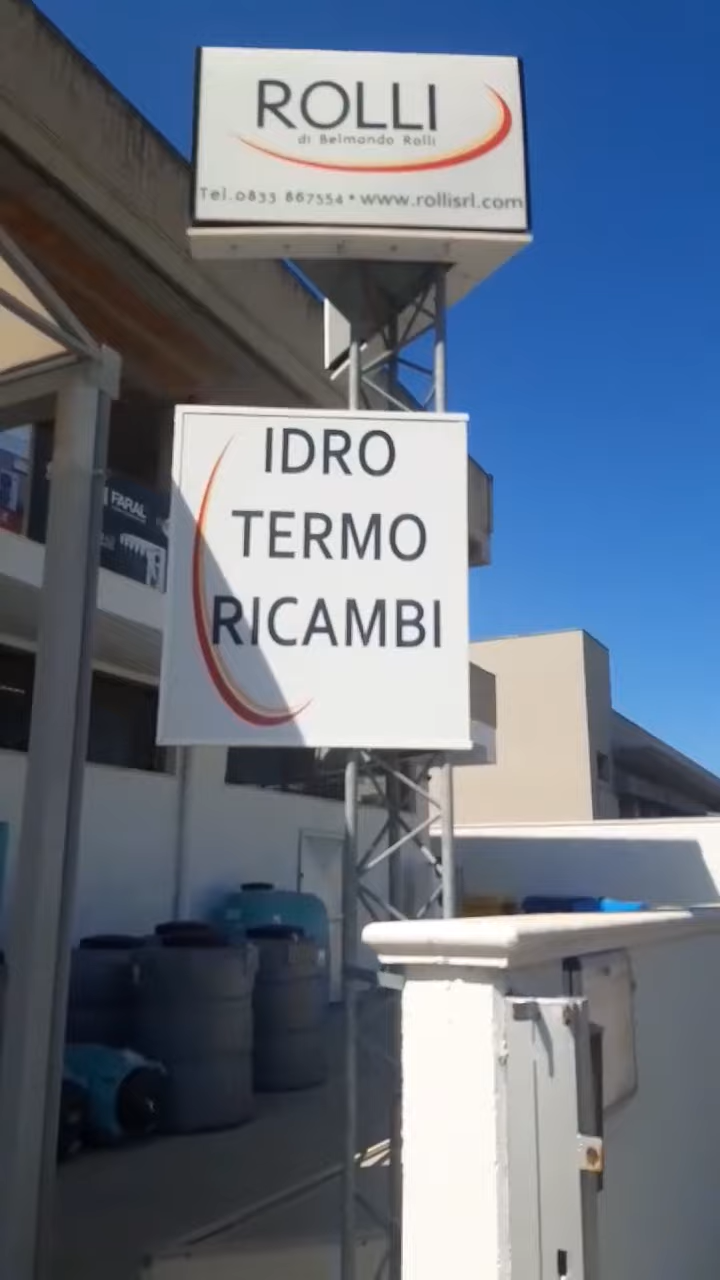 ROLLI
di Belmondo Rolli
Tel.0833 867554 • www.rollisrl.com
IDRO
TERMO
RICAMBI
FARAL